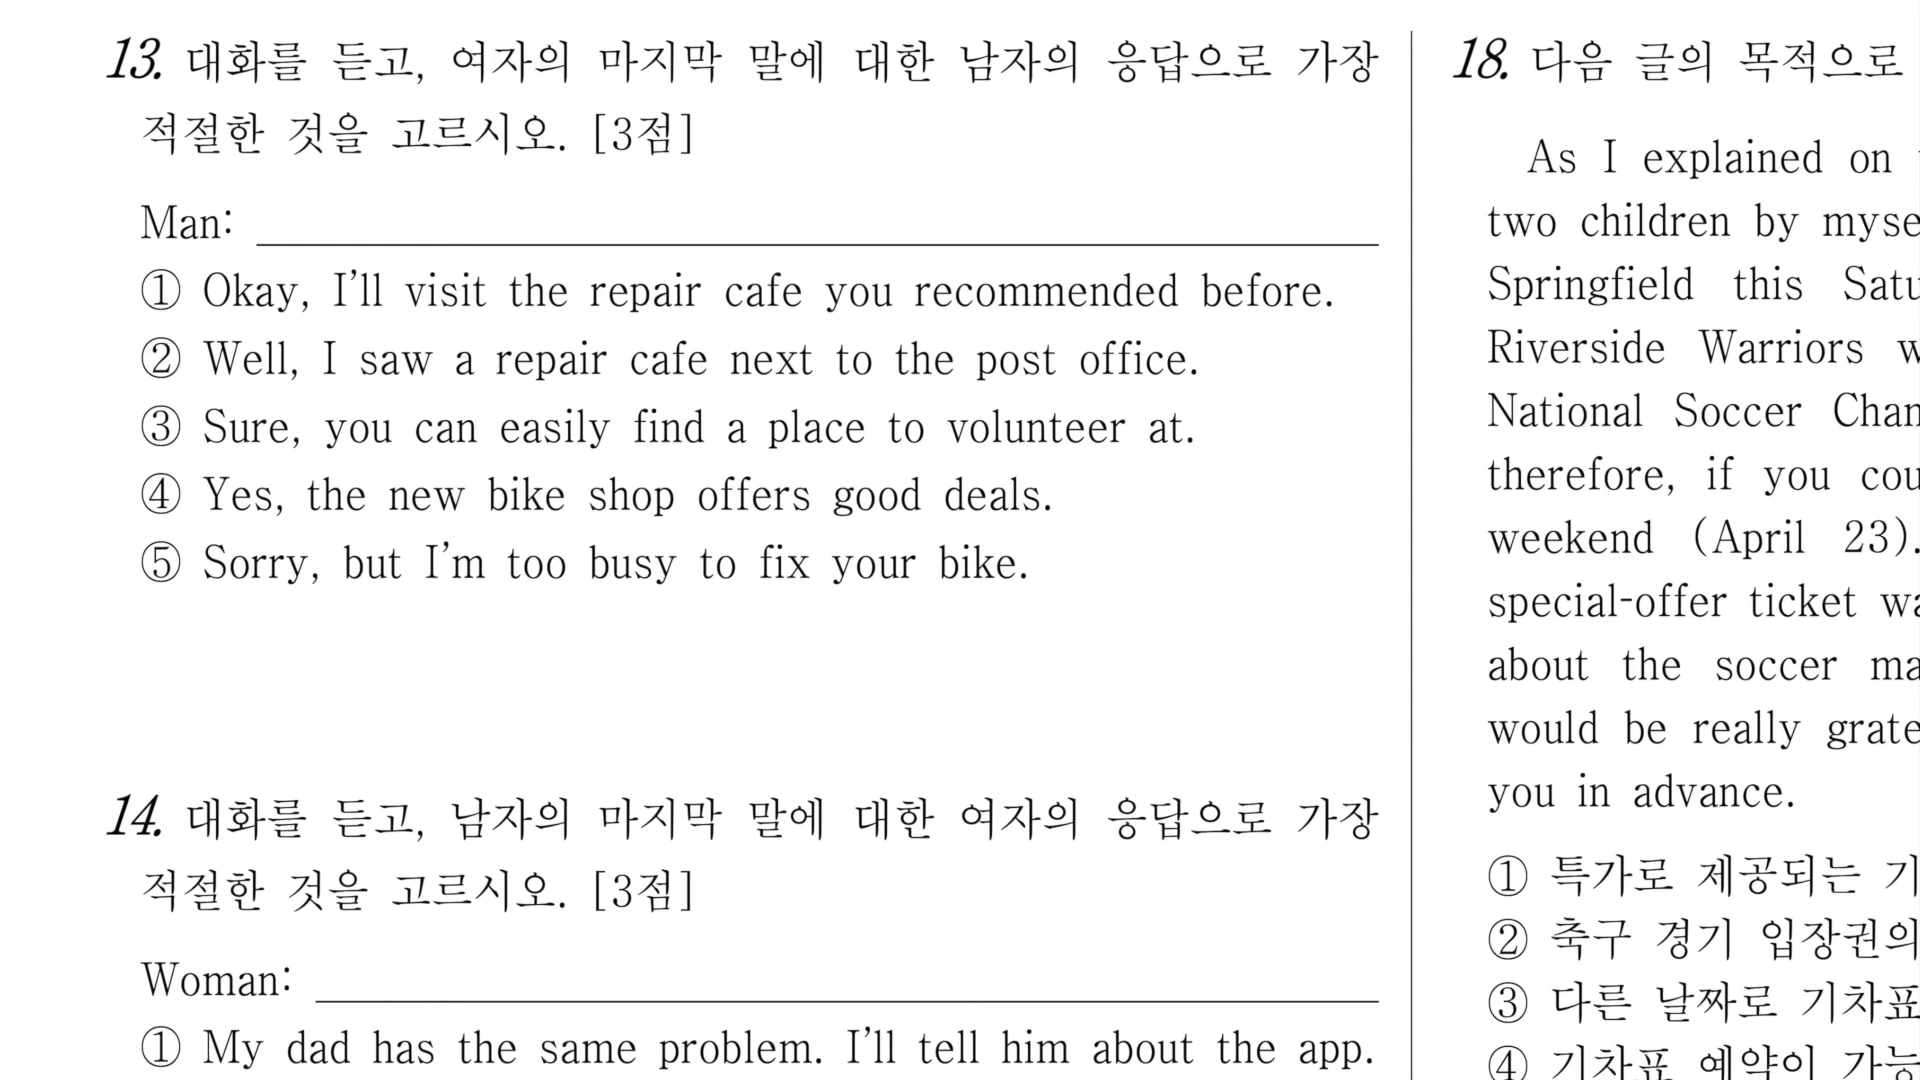 13. 대화를 듣고, 여자의 마지막 말에 대한 남자의 응답으로 가장
적절한 것을 고르시오. [3점]
Man:
① Okay, I’ll visit the repair cafe you recommended before.
② Well, I saw a repair cafe next to the post office.
③ Sure, you can easily find a place to volunteer at.
④ Yes, the new bike shop offers good deals.
⑤ Sorry, but I’m too busy to fix your bike.
14. 대화를 듣고, 남자의 마지막 말에 대한 여자의 응답으로 가장
적절한 것을 고르시오. [3점]
Woman:
① My dad has the same problem. I’ll tell him about the app.
18. 다음 글의 목적으로
As I explained on
two children by
Springfield this
Riverside Warriors
National Soccer
therefore, if you
weekend (April 23).
special-offer ticket
about the soccer
would be really
you in advance.
① 특가로 제공되는
② 축구 경기 입장권의
③ 다른 날짜로 기차표
④ 기차표 예약이